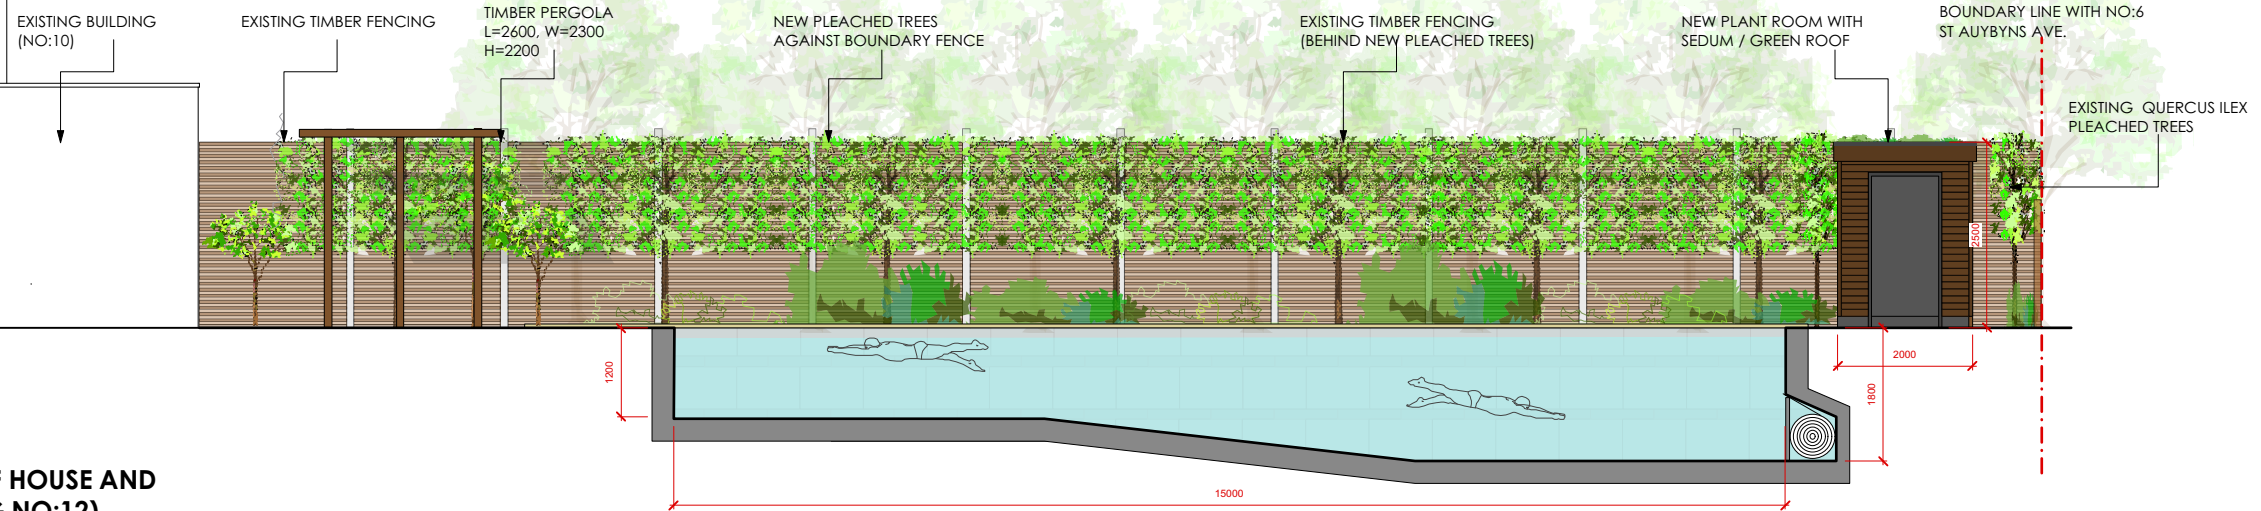 EXISTING BUILDING
(NO:10)
EXISTING TIMBER FENCING
TIMBER PERGOLA
L=2600, W=2300
H=2200
NEW PLEACHED TREES
AGAINST BOUNDARY FENCE
EXISTING TIMBER FENCING
(BEHIND NEW PLEACHED TREES)
NEW PLANT ROOM WITH
SEDUM / GREEN ROOF
BOUNDARY LINE WITH NO:6
ST AUYBYNS AVE.
EXISTING QUERCUS ILEX
PLEACHED TREES
2500
2000
1200
1800
15000
HOUSE AND
NO:12)